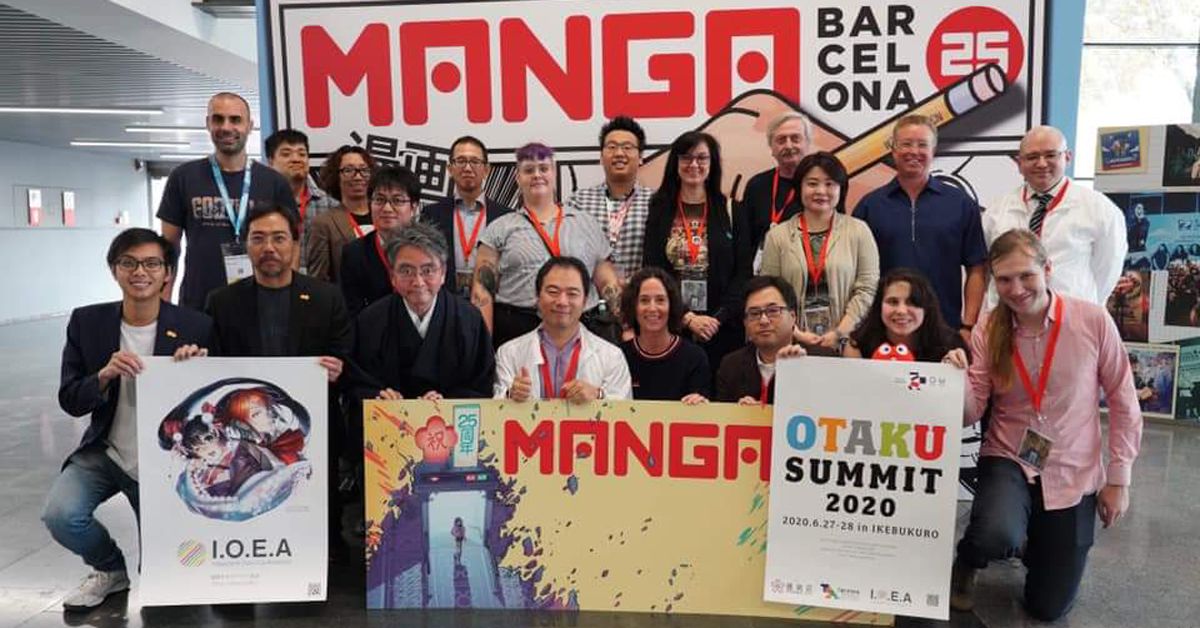 MANGA
BAR
CEL
ONA
25
漫画
祝
25周年
MANGA
I.O.E.A
OTAKU
SUMMIT
2020
2020.6.27-28 in IKEBUKURO
I.O.E.A